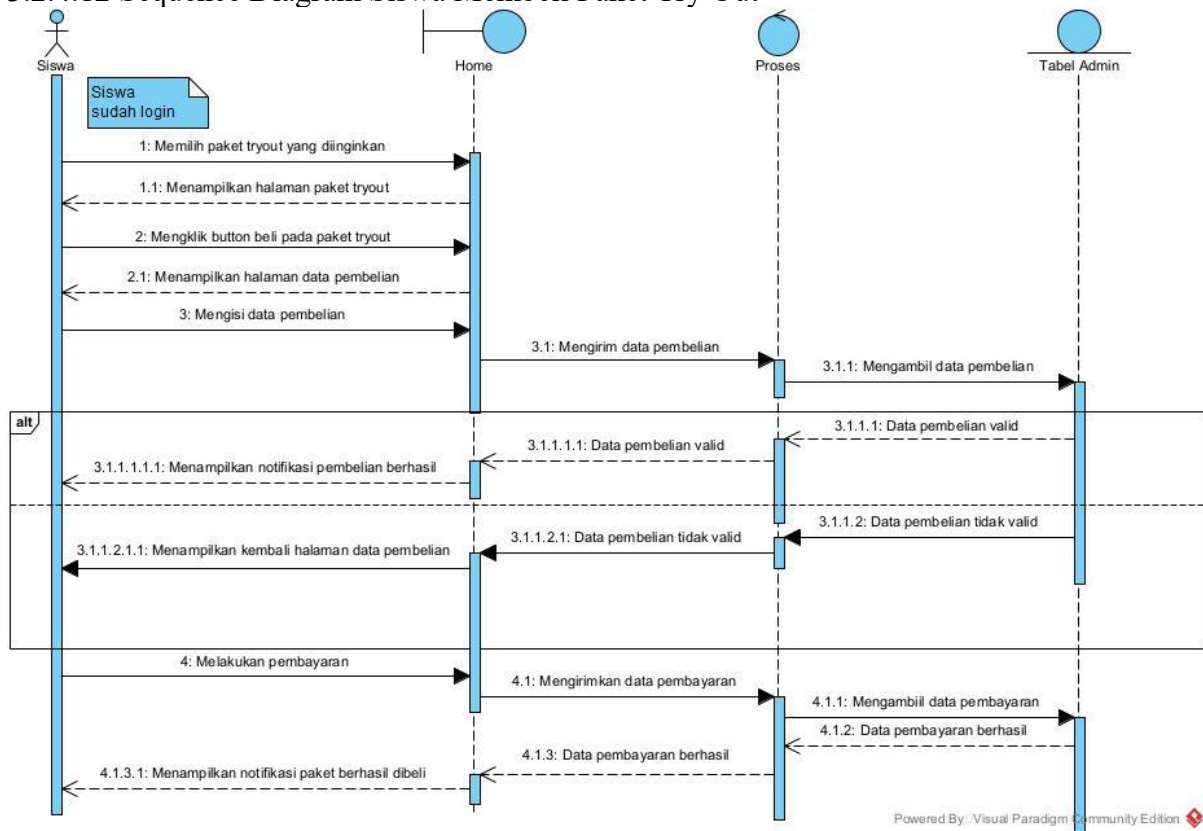 Siswa
Home
Proses
Tabel Admin
Siswa
sudah login
1: Memilih paket tryout yang diinginkan
1.1: Menampilkan halaman paket tryout
2: Mengklik button beli pada paket tryout
2.1: Menampilkan halaman data pembelian
3: Mengisi data pembelian
3.1: Mengirim data pembelian
3.1.1: Mengambil data pembelian
alt
3.1.1.1: Data pembelian valid
3.1.1.1.1: Data pembelian valid
3.1.1.1.1.1: Menampilkan notifikasi pembelian berhasil
3.1.1.2: Data pembelian tidak valid
3.1.1.2.1: Data pembelian tidak valid
3.1.1.2.1.1: Menampilkan kembali halaman data pembelian
4: Melakukan pembayaran
4.1: Mengirimkan data pembayaran
4.1.1: Mengambiil data pembayaran
4.1.2: Data pembayaran berhasil
4.1.3: Data pembayaran berhasil
4.1.3.1: Menampilkan notifikasi paket berhasil dibeli
Powered By Visual Paradigm Community Edition